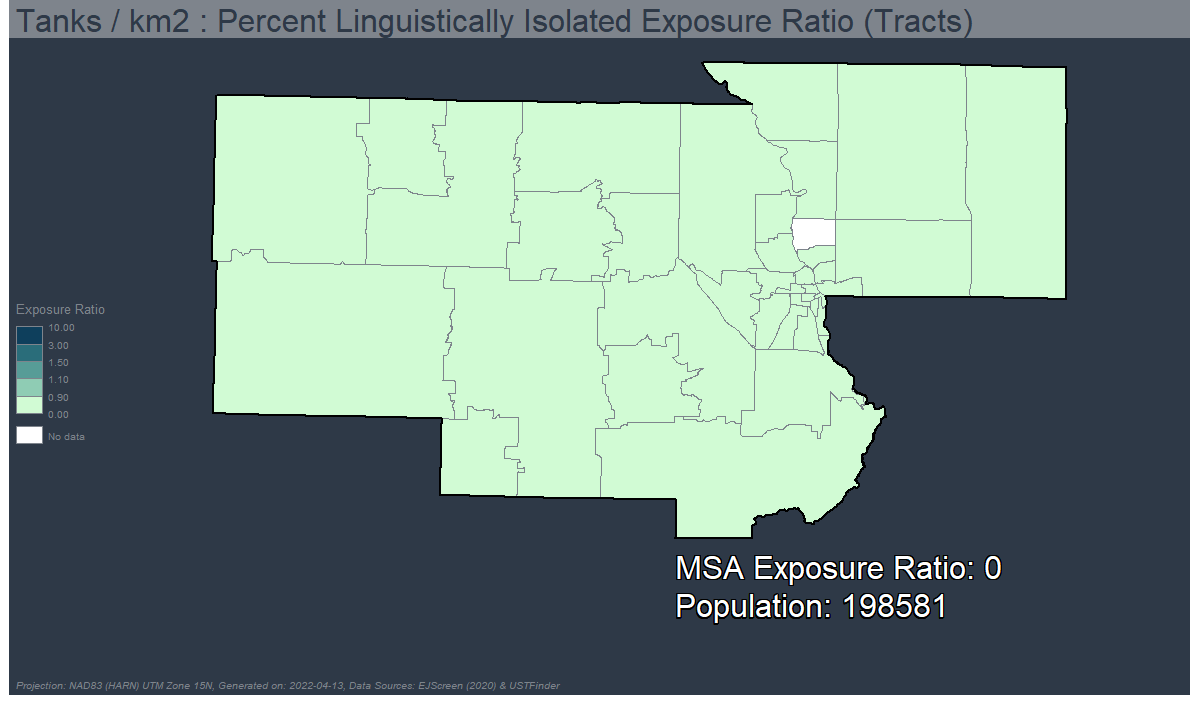 Tanks / km2 : Percent Linguistically Isolated Exposure Ratio (Tracts)
Exposure Ratio
10.00
3.00
1.50
1.10
0.90
0.00
No data
MSA Exposure Ratio: 0
Population: 198581
Projection: NAD83 (HARN) UTM Zone 15N, Generated on: 2022-04-13, Data Sources: EJScreen (2020) & USTFinder